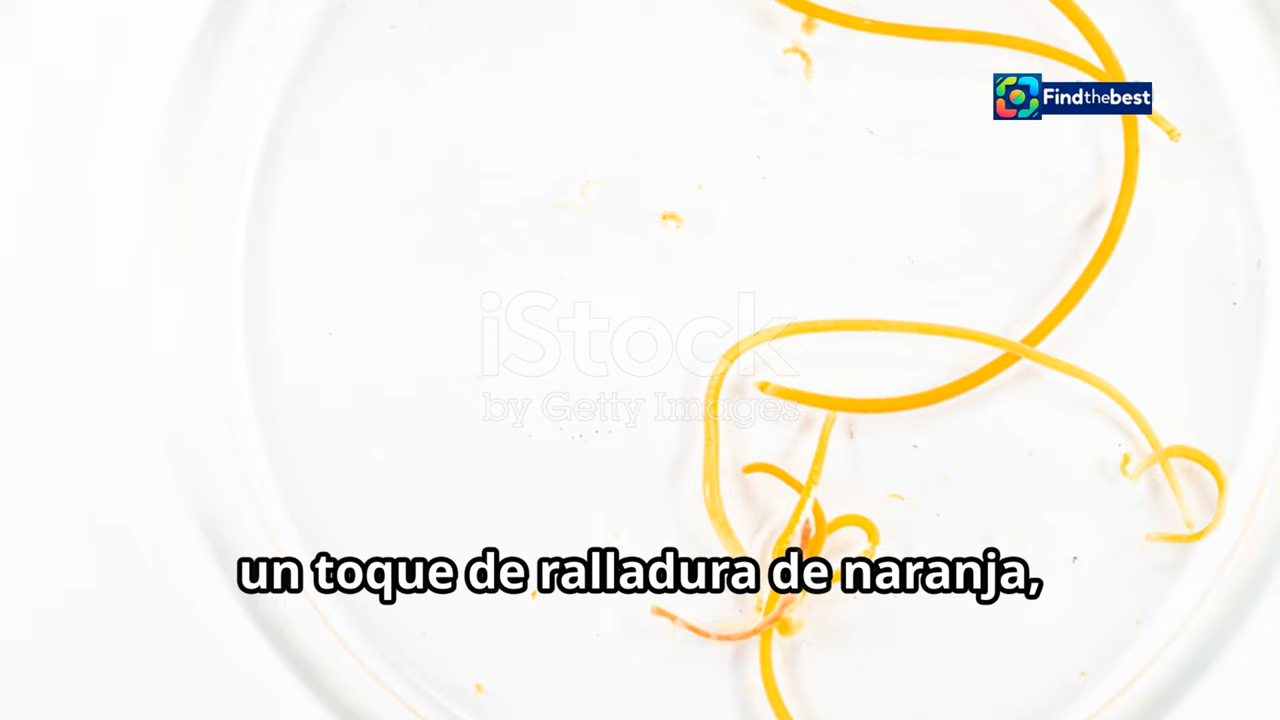 Findthebest
iStock
by Getty Images
un toque de ralladura de naranja,